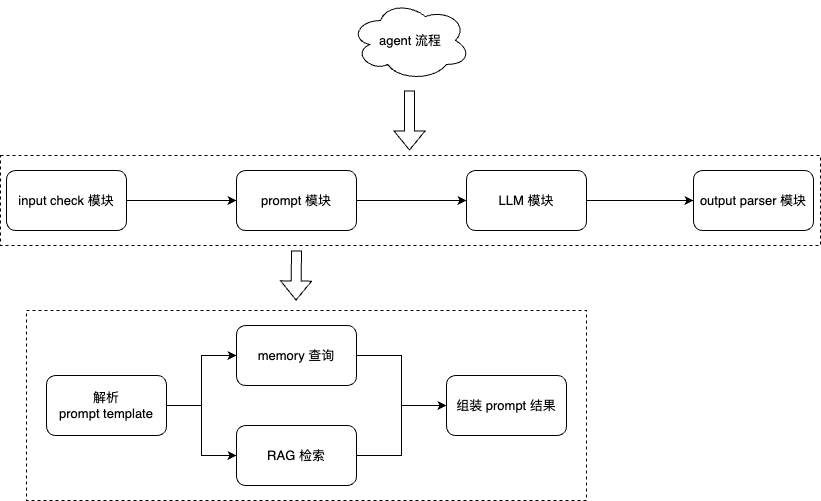 agent 流程
input check 模块
prompt 模块
LLM 模块
output parser 模块
memory 查询
解析
prompt template
组装 prompt 结果
RAG 检索